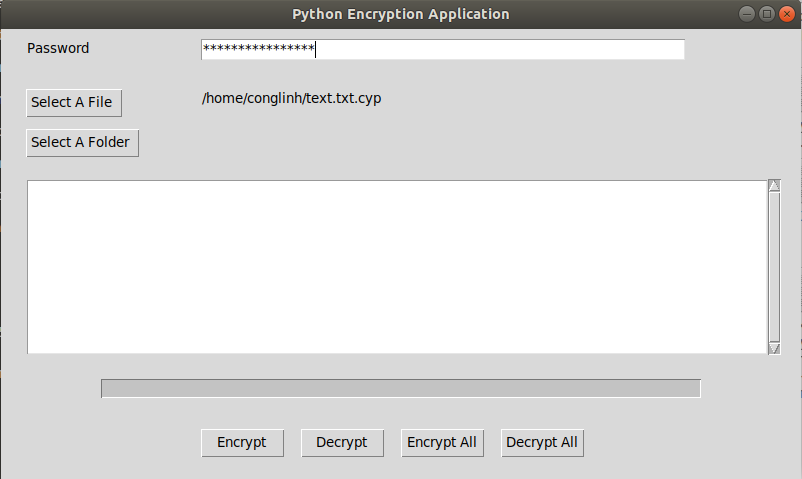 Python Encryption Application
Password ****************
Select A File /home/conglinh/text.txt.cyp
Select A Folder
Encrypt Decrypt Encrypt All Decrypt All